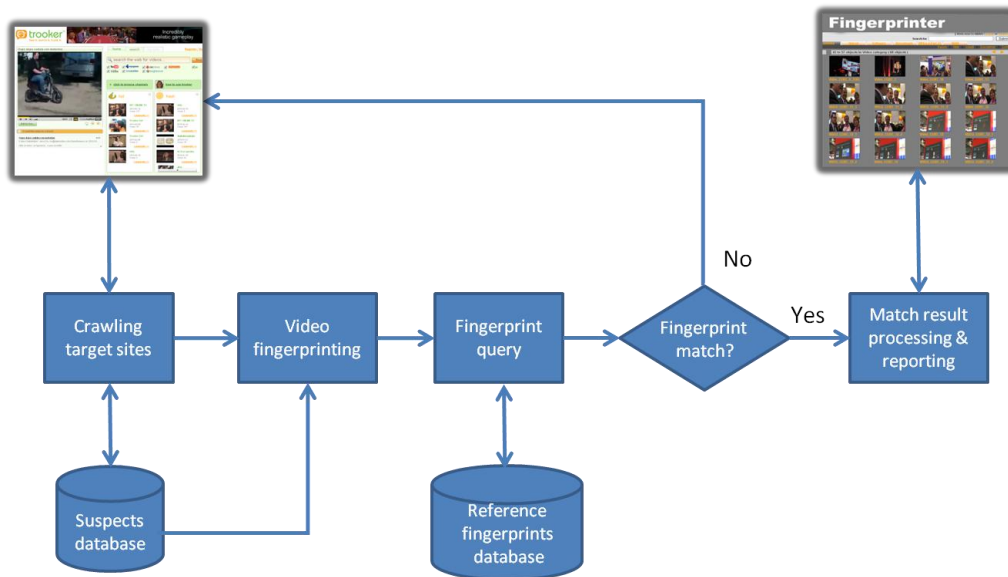 trooker
Incredibly
realistic gameplay
Fingerprinter
No
Crawling
target sites
Video
fingerprinting
Fingerprint
query
Fingerprint
match?
Yes
Match result
processing &
reporting
Suspects
database
Reference
fingerprints
database